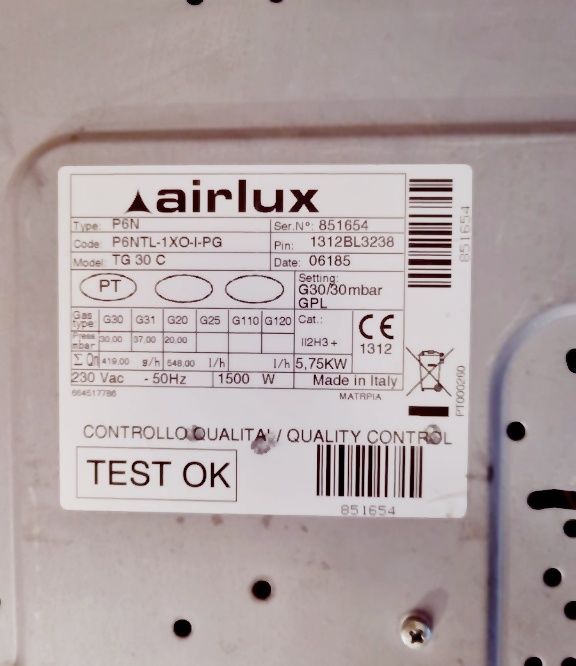 airlux
Type: P6N Ser.N°: 851654
Code: P6NTL-1XO-I-PG Pin: 1312BL3238
Model: TG 30 C Date: 06185
PT
Setting:
G30/30mbar
GPL
Gas type G30 G31 G20 G25 G110 G120 Cat.:
Press mbar 30,00 37,00 20,00 II2H3+
∑ Qn 419,00 g/h 548,00 l/h l/h 5,75KW
CE
1312
230 Vac - 50Hz 1500 W Made in Italy
664517786 MATRPIA
851654
PT000260
CONTROLLO QUALITA' / QUALITY CONTROL
TEST OK
851654